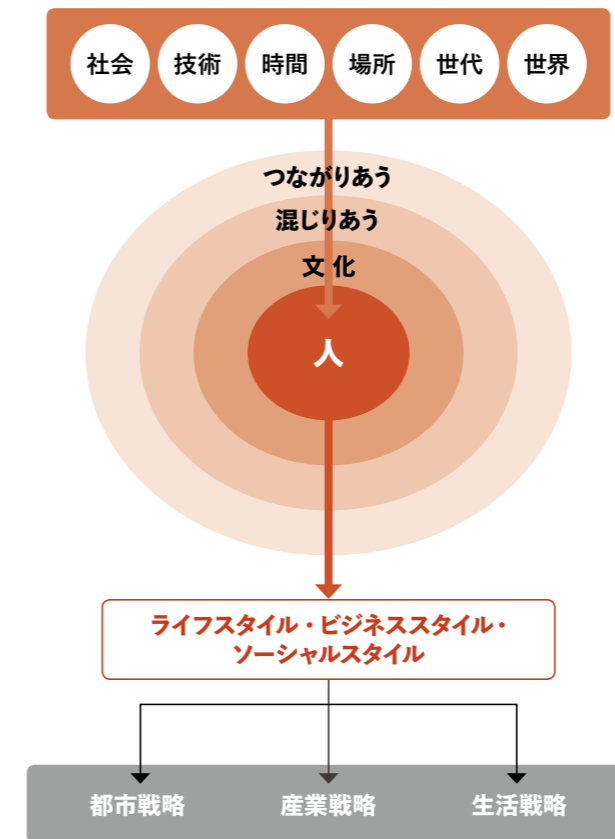 社会 技術 時間 場所 世代 世界
つながりあう
混じりあう
文化
人
ライフスタイル・ビジネススタイル・
ソーシャルスタイル
都市戦略 産業戦略 生活戦略